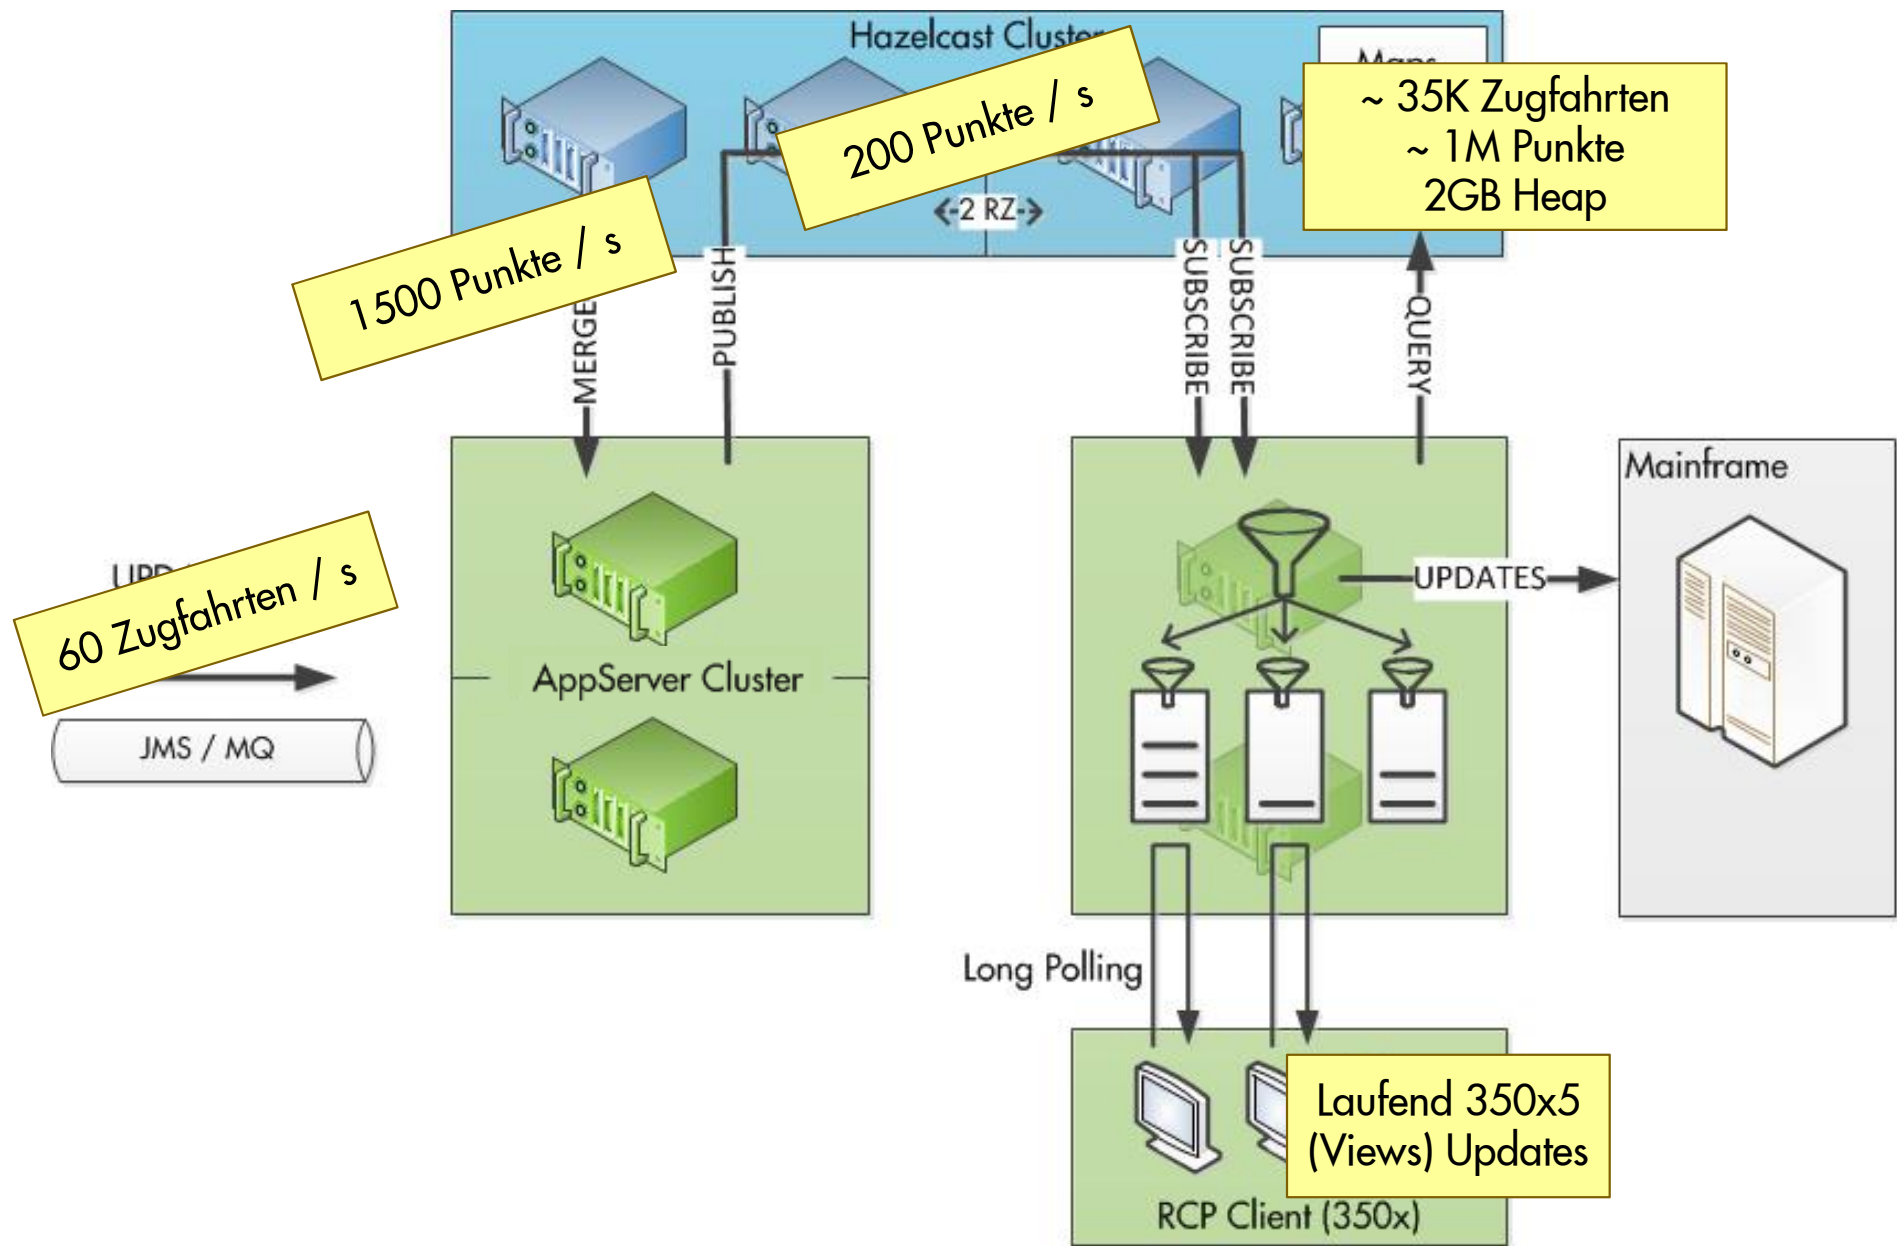 Hazelcast Cluster
Maps
~ 35K Zugfahrten
~ 1M Punkte
2GB Heap
200 Punkte / s
<-2 RZ->
1500 Punkte / s
MERGE
PUBLISH
SUBSCRIBE
SUBSCRIBE
QUERY
60 Zugfahrten / s
JMS / MQ
AppServer Cluster
UPDATES
Mainframe
Long Polling
Laufend 350x5
(Views) Updates
RCP Client (350x)